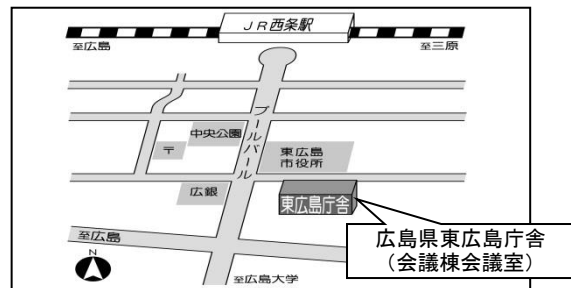 JR西条駅
至広島
至三原
ブールバール
中央公園
〒
東広島
市役所
広銀
東広島庁舎
広島県東広島庁舎
（会議棟会議室）
至広島
N
至広島大学